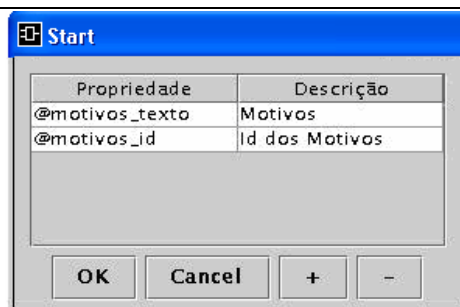 Start
Propriedade Descrição
@motivos_texto Motivos
@motivos_id Id dos Motivos
OK Cancel + -